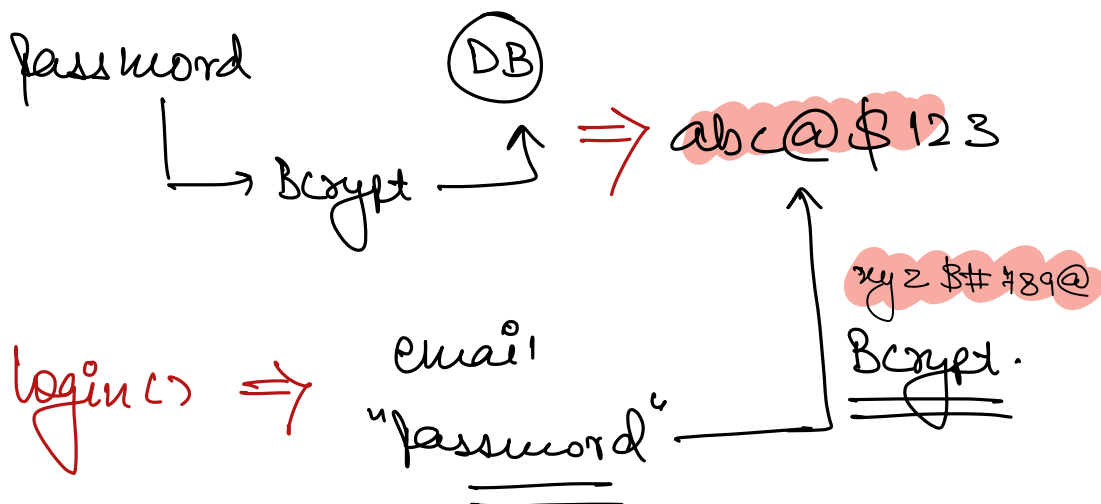 Password
DB
Bcrypt
abc@$123
xyz$#789@
Bcrypt.
login()
email
"Password"